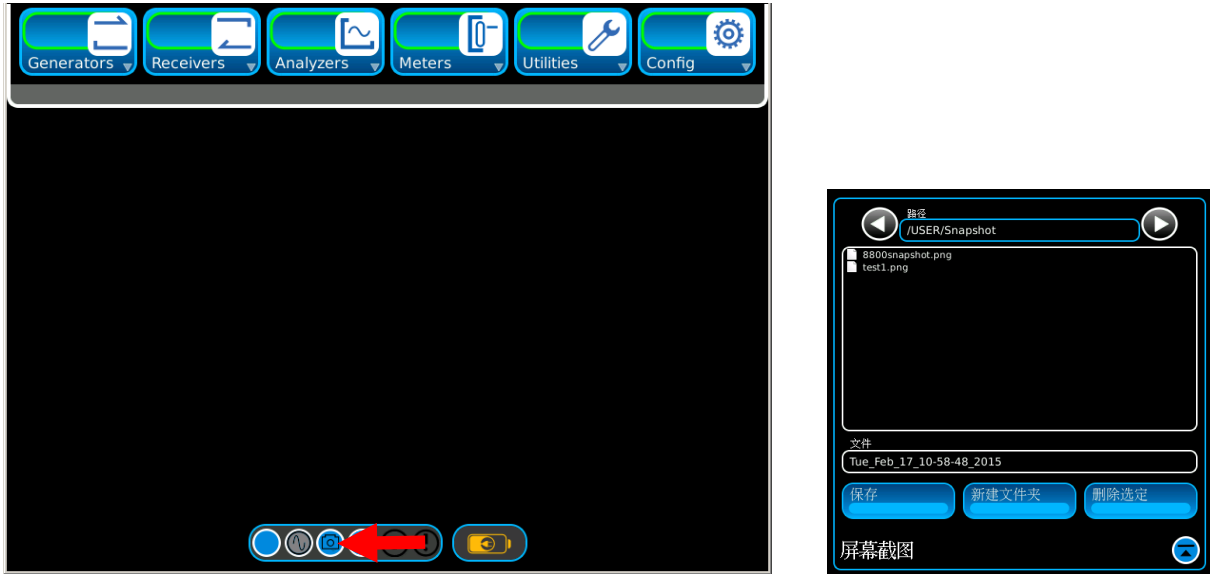 Generators Receivers Analyzers Meters Utilities Config
路径
/USER/Snapshot
8800snapshot.png
test1.png
文件
Tue_Feb_17_10-58-48_2015
保存 新建文件夹 删除选定
屏幕截图